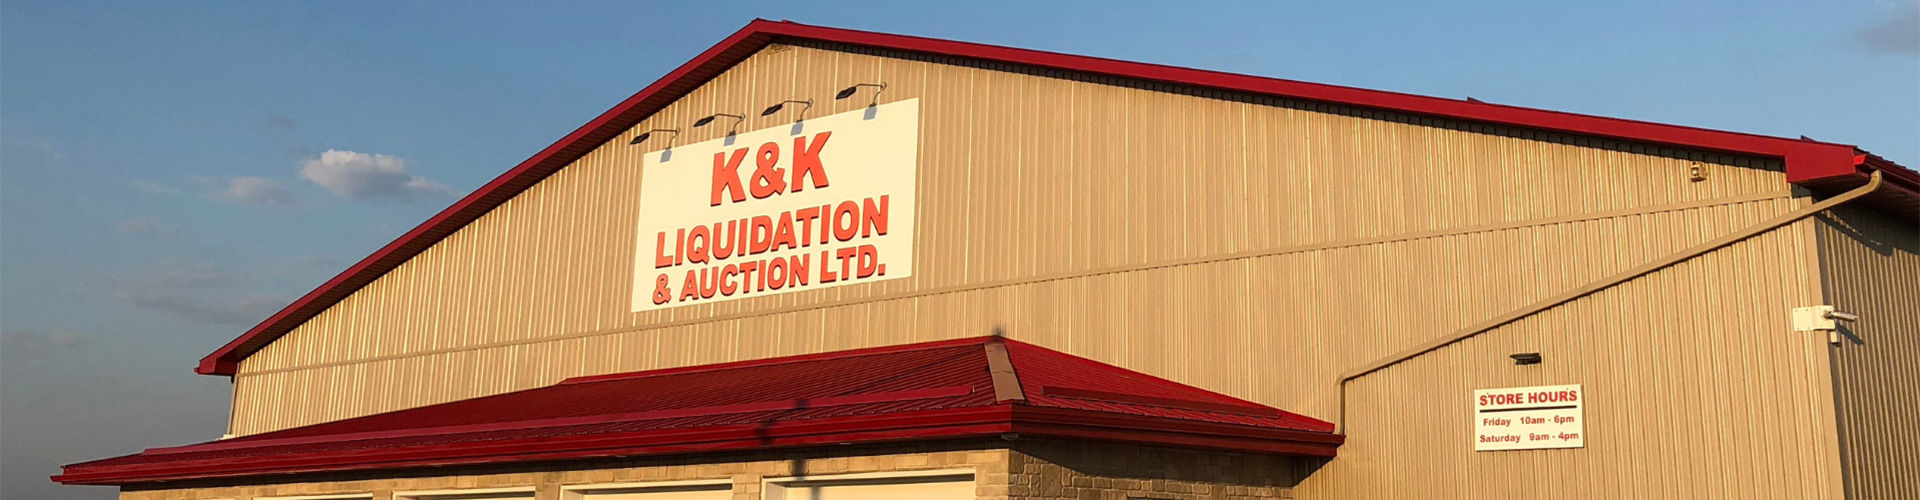 K&K
LIQUIDATION
& AUCTION LTD.
STORE HOURS
Friday 10am - 6pm
Saturday 9am - 4pm